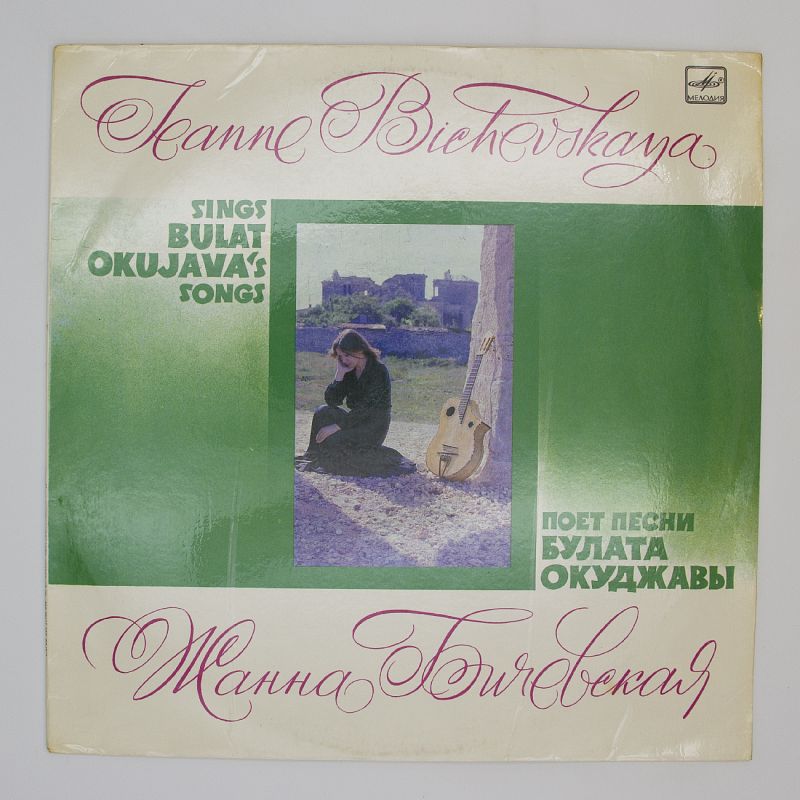 Jeanne Bichevskaya
МЕЛОДИЯ
SINGS
BULAT
OKUJAVA's
SONGS
ПОЕТ ПЕСНИ
БУЛАТА
ОКУДЖАВЫ
Жанна Бичевская